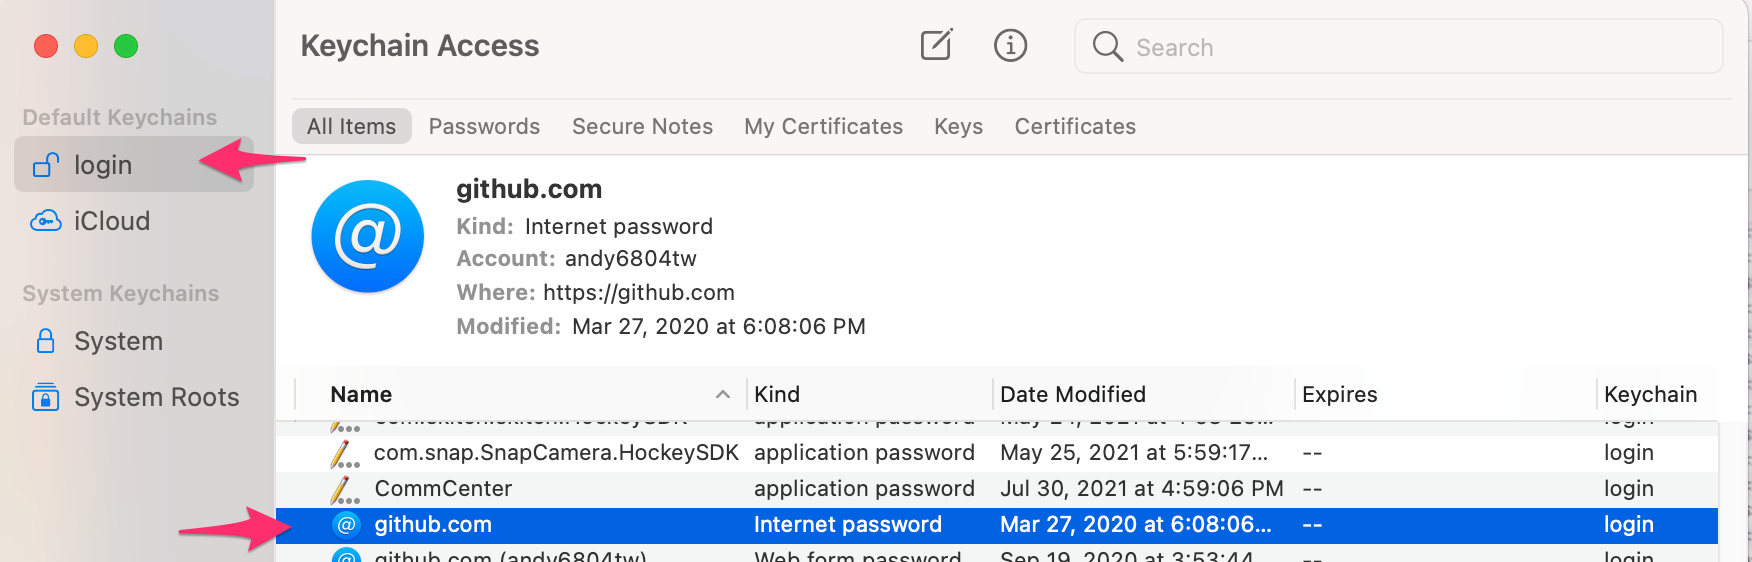 Keychain Access
Search
Default Keychains
login
iCloud
System Keychains
System
System Roots
All Items Passwords Secure Notes My Certificates Keys Certificates
@
github.com
Kind: Internet password
Account: andy6804tw
Where: https://github.com
Modified: Mar 27, 2020 at 6:08:06 PM
Name Kind Date Modified Expires Keychain
application password login
com.snap.SnapCamera.HockeySDK application password May 25, 2021 at 5:59:17... -- login
CommCenter application password Jul 30, 2021 at 4:59:06 PM -- login
@ github.com Internet password Mar 27, 2020 at 6:08:06... -- login
@ github.com (andy6804tw) Web form password Sep 19, 2020 at 3:53:44 -- login